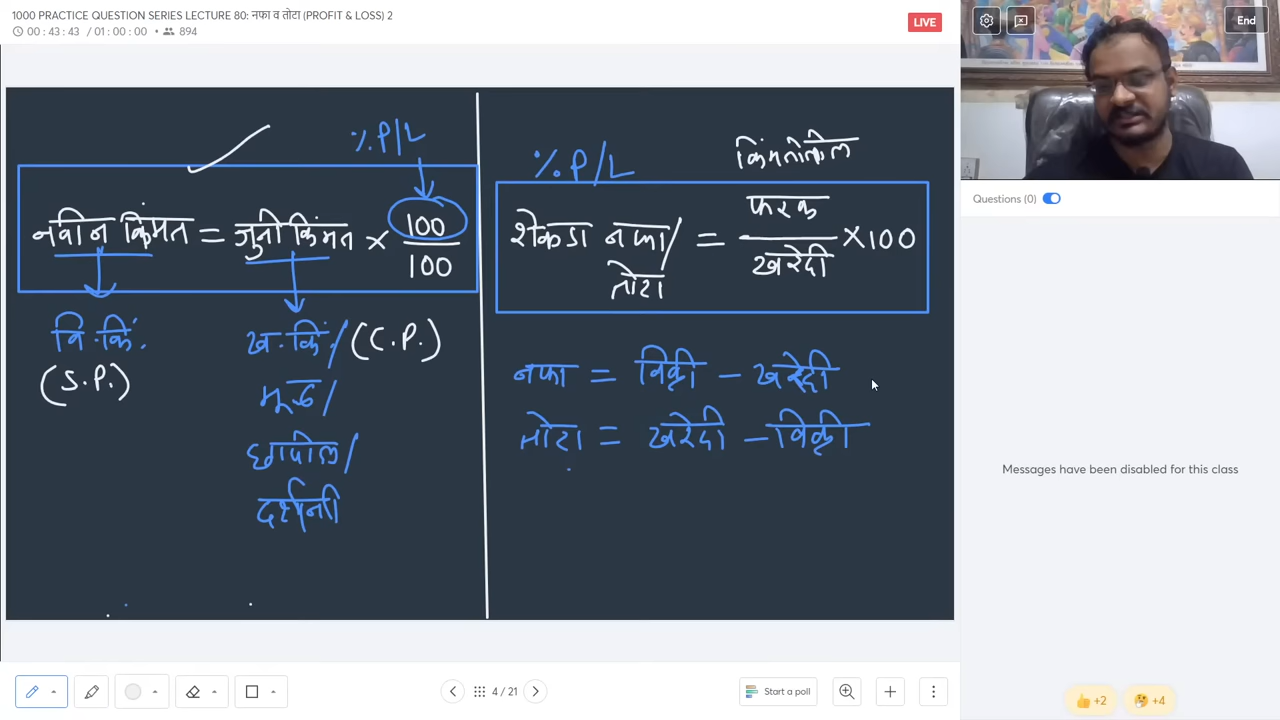 1000 PRACTICE QUESTION SERIES LECTURE 80: नफा व तोटा (PROFIT & LOSS) 2
00 : 43 : 43 / 01 : 00 : 00 • 894
LIVE
End
% P/L
नविन किंमत = जुनी किंमत × 100/100
वि.किं.
(S.P.)
ख.किं./ (C.P.)
मूळ/
छापील/
दर्शनी
% P/L
किंमतीतील
शेकडा नफा/तोटा = फरक/खरेदी × 100
नफा = विक्री – खरेदी
तोटा = खरेदी – विक्री
Questions (0)
Messages have been disabled for this class
4 / 21
Start a poll
+2
+4